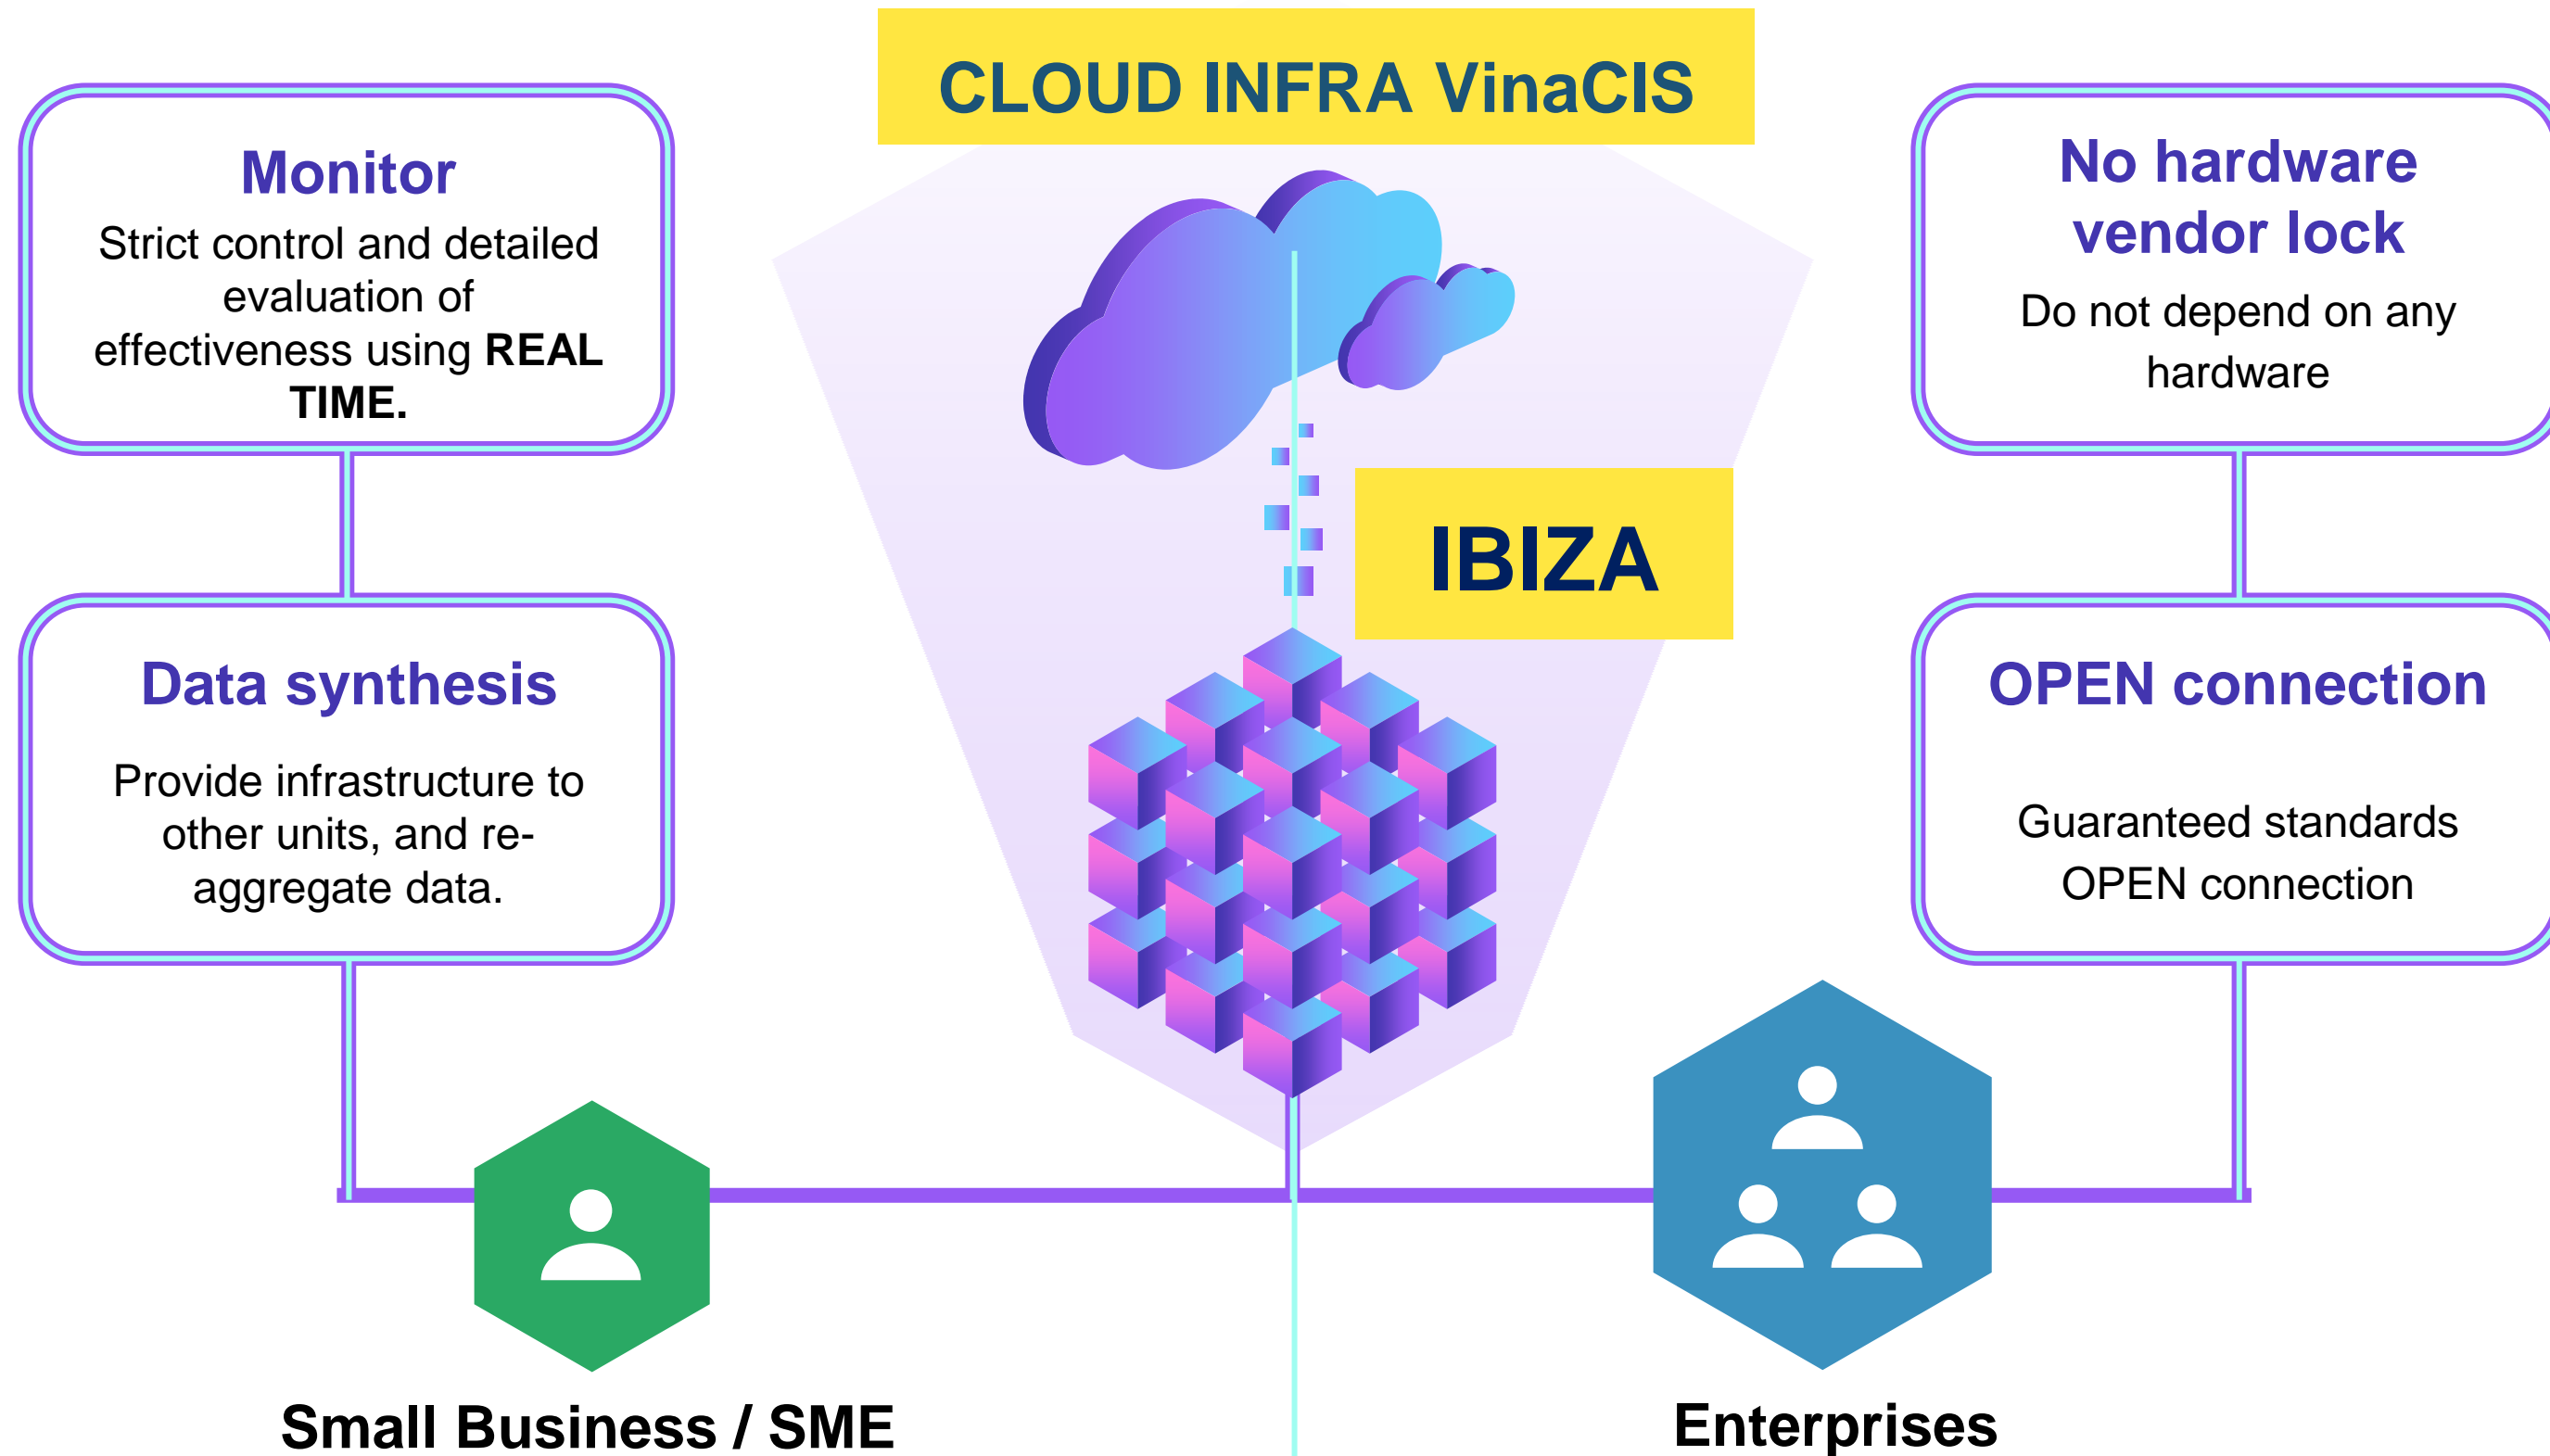 CLOUD INFRA VinaCIS
Monitor
Strict control and detailed
evaluation of
effectiveness using REAL
TIME.
Data synthesis
Provide infrastructure to
other units, and re-
aggregate data.
IBIZA
No hardware
vendor lock
Do not depend on any
hardware
OPEN connection
Guaranteed standards
OPEN connection
Small Business / SME
Enterprises